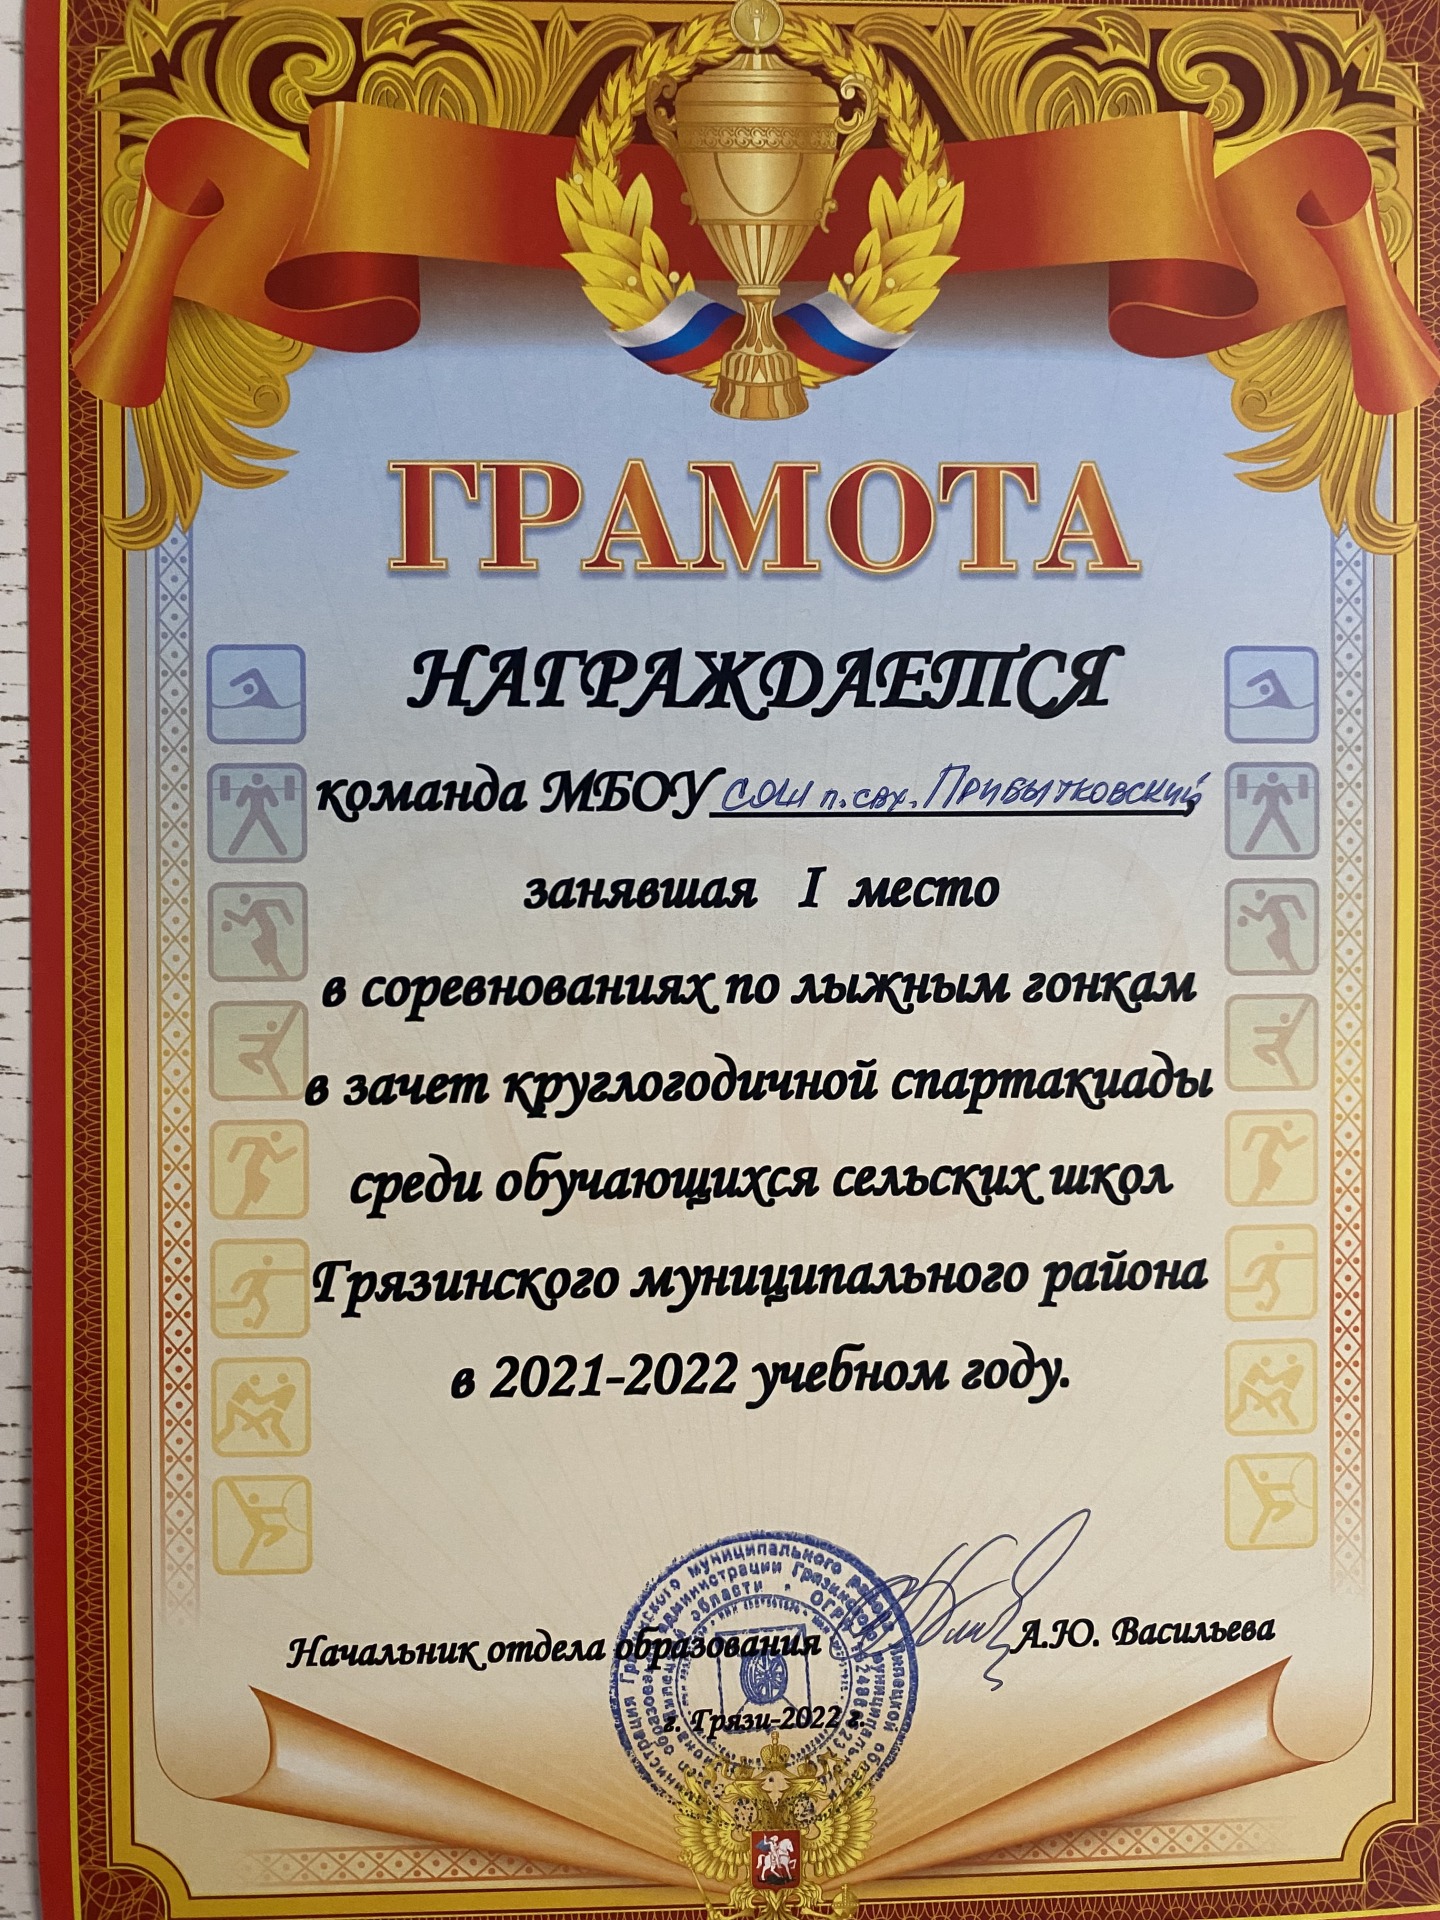 ГРАМОТА
НАГРАЖДАЕТСЯ
команда МБОУ СОШ п.свх. Прибытковский,
занявшая I место
в соревнованиях по лыжным гонкам
в зачет круглогодичной спартакиады
среди обучающихся сельских школ
Грязинского муниципального района
в 2021-2022 учебном году.
Начальник отдела образования А.Ю. Васильева
г. Грязи-2022 г.